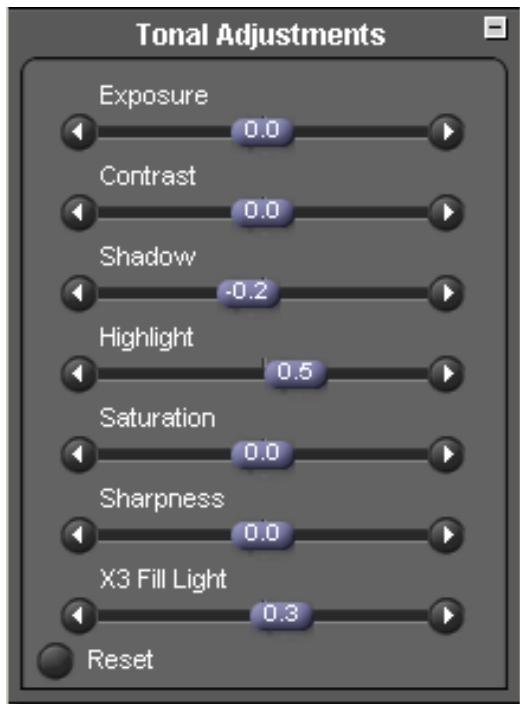 Tonal Adjustments
Exposure
0.0
Contrast
0.0
Shadow
-0.2
Highlight
0.5
Saturation
0.0
Sharpness
0.0
X3 Fill Light
0.3
Reset